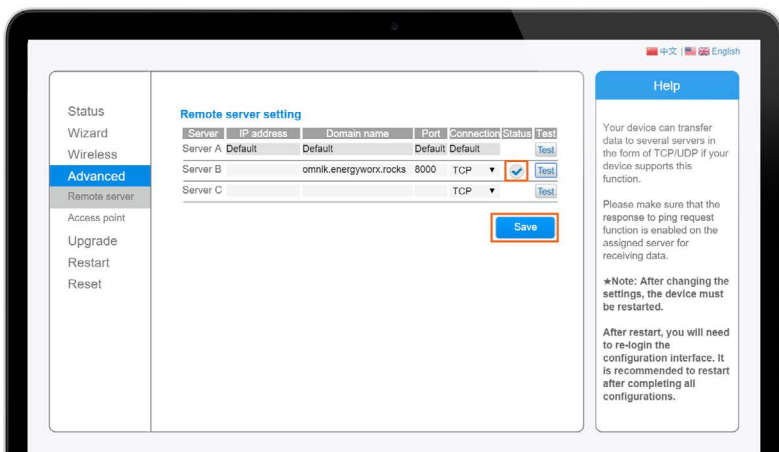 中文 | English
Help
Status
Wizard
Wireless
Advanced
Remote server
Access point
Upgrade
Restart
Reset
Remote server setting
Server IP address Domain name Port Connection Status Test
Server A Default Default Default Default Test
Server B omnik.energyworx.rocks 8000 TCP Test
Server C TCP Test
Save
Your device can transfer
data to several servers in
the form of TCP/UDP if your
device supports this
function.
Please make sure that the
response to ping request
function is enabled on the
assigned server for
receiving data.
★Note: After changing the
settings, the device must
be restarted.
After restart, you will need
to re-login the
configuration interface. It
is recommended to restart
after completing all
configurations.